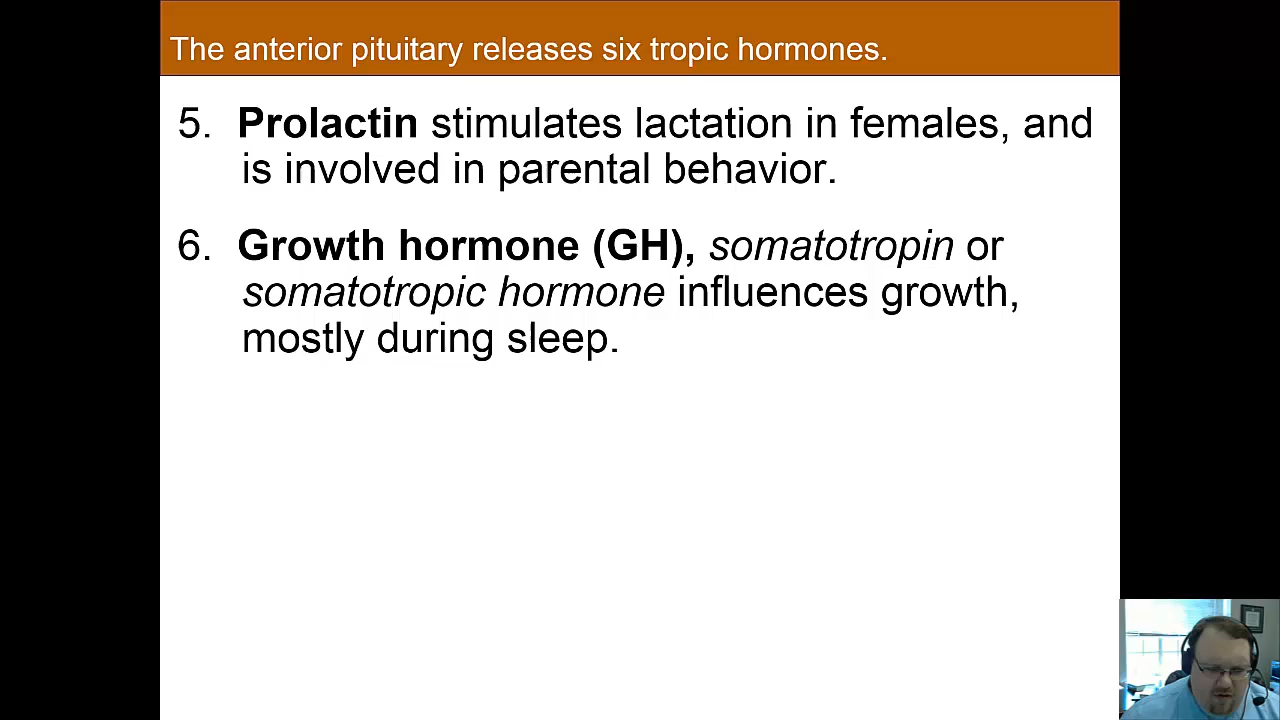 The anterior pituitary releases six tropic hormones.
5. Prolactin stimulates lactation in females, and
is involved in parental behavior.
6. Growth hormone (GH), somatotropin or
somatotropic hormone influences growth,
mostly during sleep.